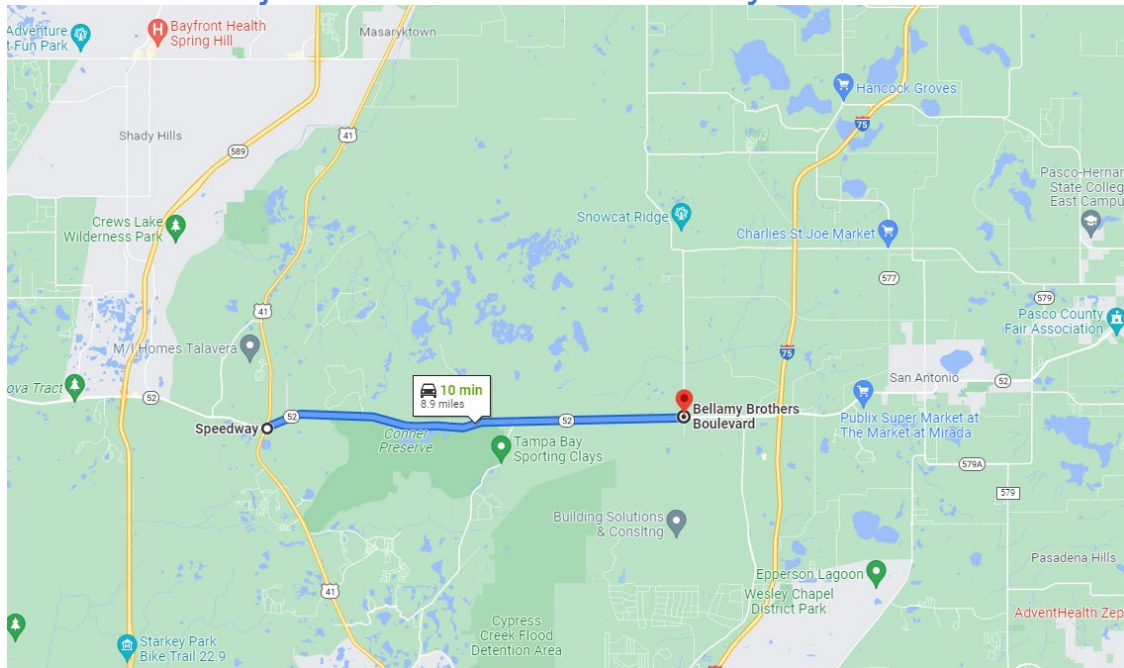 Adventure
t Fun Park
Bayfront Health
Spring Hill
Masaryktown
Hancock Groves
75
41
Shady Hills
589
Pasco-Hernar
State Colleg
East Campu
Crews Lake
Wilderness Park
Snowcat Ridge
Charlies St Joe Market
577
579
41
Pasco County
Fair Association
M/I Homes Talavera
75
10 min
8.9 miles
San Antonio
52
ova Tract
52
Speedway
52
Conner
Preserve
52
Bellamy Brothers
Boulevard
Publix Super Market at
The Market at Mirada
Tampa Bay
Sporting Clays
579A
579
Building Solutions
& Consltng
Pasadena Hills
Epperson Lagoon
Wesley Chapel
District Park
41
AdventHealth Zep
Cypress
Creek Flood
Detention Area
Starkey Park
Bike Trail 22.9